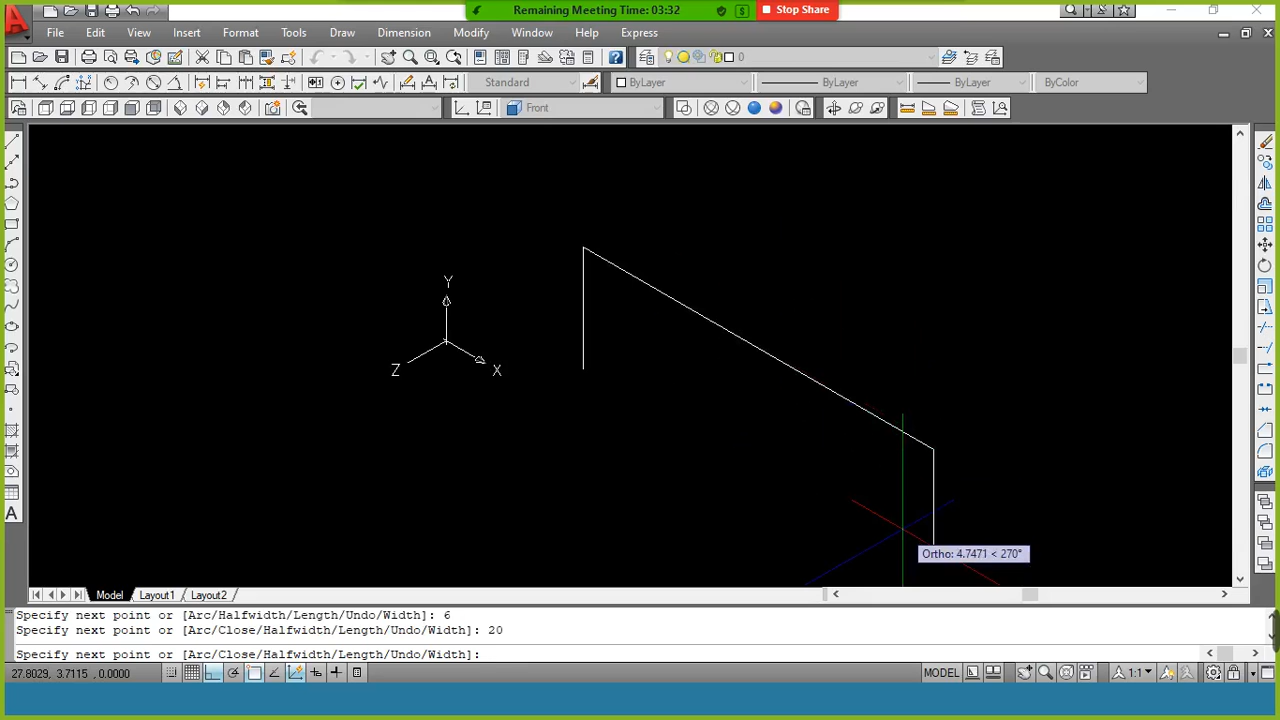 Remaining Meeting Time: 03:32
Stop Share
File Edit View Insert Format Tools Draw Dimension Modify Window Help Express
0
Standard ByLayer ByLayer ByLayer ByColor
Front
Y
Z
X
Ortho: 4.7471 < 270°
Model Layout1 Layout2
Specify next point or [Arc/Halfwidth/Length/Undo/Width]: 6
Specify next point or [Arc/Close/Halfwidth/Length/Undo/Width]: 20
Specify next point or [Arc/Close/Halfwidth/Length/Undo/Width]:
27.8029, 3.7115 , 0.0000
MODEL
1:1
A